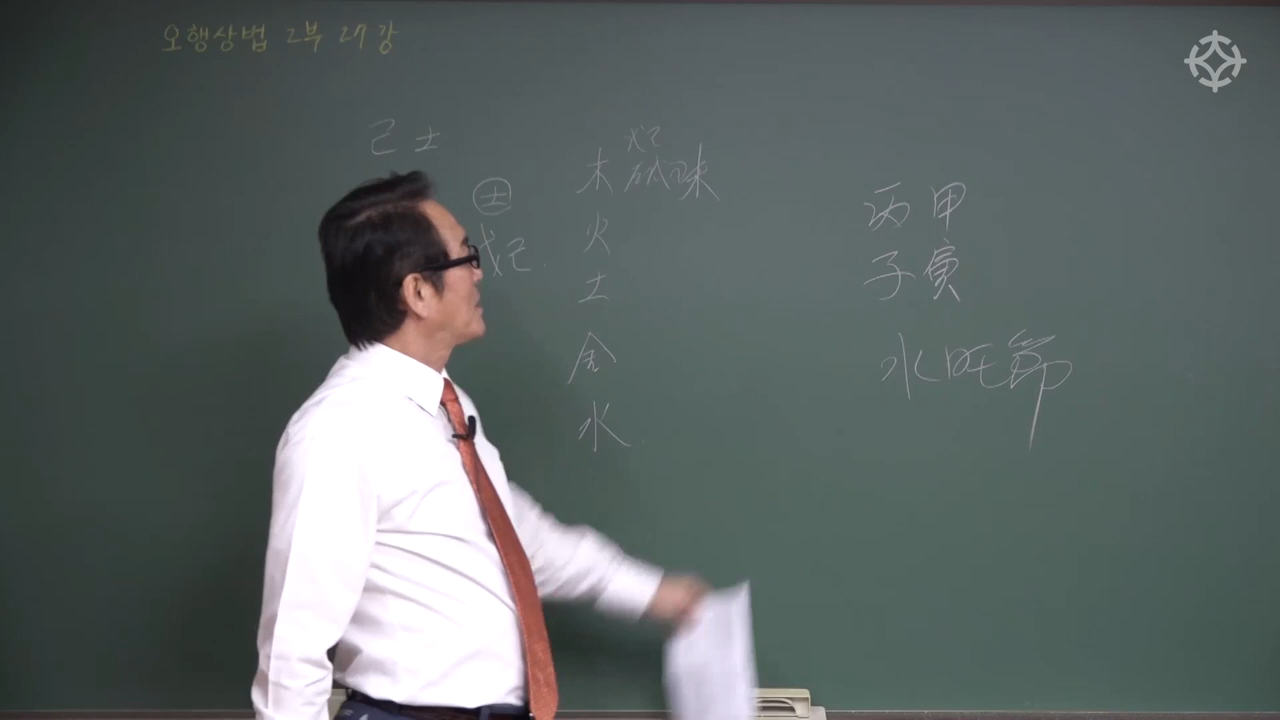 오행상법 2부 27강
己土
土
戊己
木
火
土
金
水
丙甲
子寅
水旺節